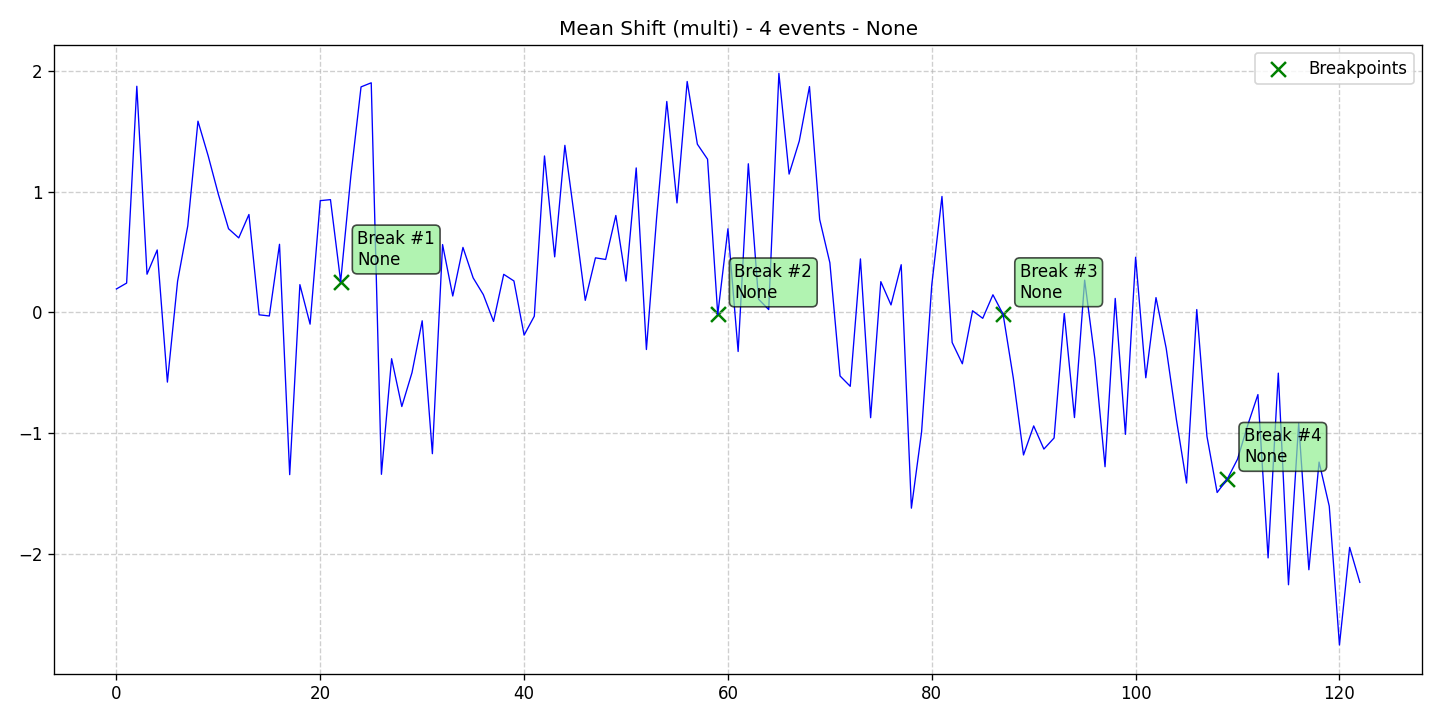 Mean Shift (multi) - 4 events - None
Breakpoints
2
1
0
−1
−2
Break #1
None
Break #2
None
Break #3
None
Break #4
None
0
20
40
60
80
100
120